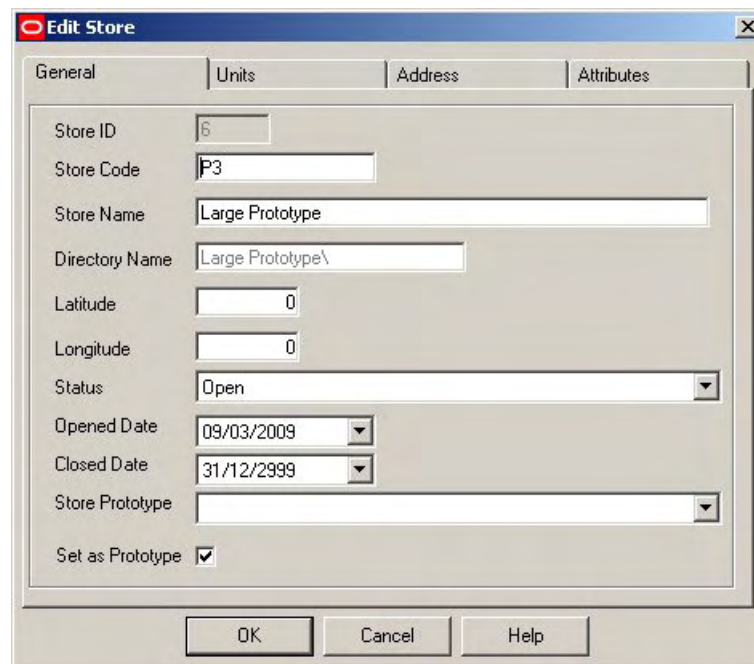 Edit Store
General Units Address Attributes
Store ID 6
Store Code P3
Store Name Large Prototype
Directory Name Large Prototype\
Latitude 0
Longitude 0
Status Open
Opened Date 09/03/2009
Closed Date 31/12/2999
Store Prototype
Set as Prototype
OK Cancel Help